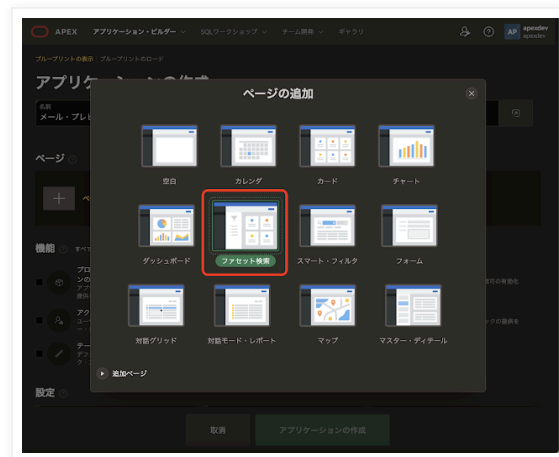 APEX アプリケーション・ビルダー SQLワークショップ チーム開発 ギャラリ AP apexdev
apexdev
ブループリントの表示 ブループリントのロード
アプリケーションの作成
名前
メール・プレビ
ページの追加
ページ
空白 カレンダ カード チャート
ダッシュボード ファセット検索 スマート・フィルタ フォーム
機能
対話グリッド 対話モード・レポート マップ マスター・ディテール
追加ページ
設定
取消 アプリケーションの作成